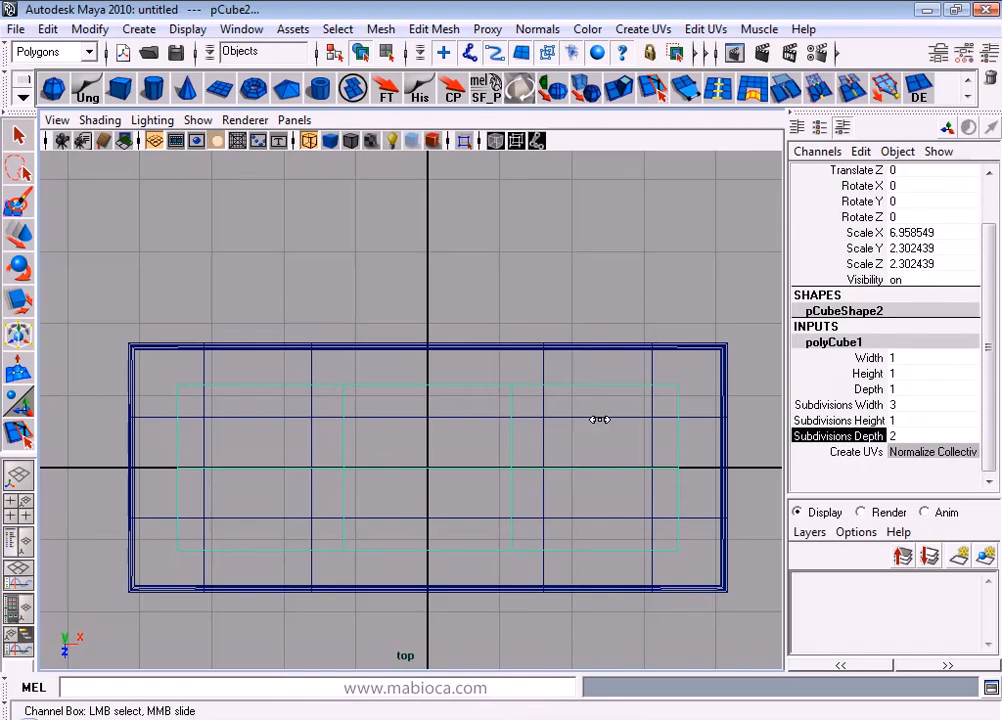 Autodesk Maya 2010: untitled   ---   pCube2...
File Edit Modify Create Display Window Assets Select Mesh Edit Mesh Proxy Normals Color Create UVs Edit UVs Muscle Help
Polygons Objects
Ung mel FT His CP SF_P DE
View Shading Lighting Show Renderer Panels
Channels Edit Object Show
Translate Z 0
Rotate X 0
Rotate Y 0
Rotate Z 0
Scale X 6.958549
Scale Y 2.302439
Scale Z 2.302439
Visibility on
SHAPES
pCubeShape2
INPUTS
polyCube1
Width 1
Height 1
Depth 1
Subdivisions Width 3
Subdivisions Height 1
Subdivisions Depth 2
Create UVs Normalize Collectiv
Display Render Anim
Layers Options Help
y x
z
top
<< >>
MEL www.mabioca.com
Channel Box: LMB select, MMB slide